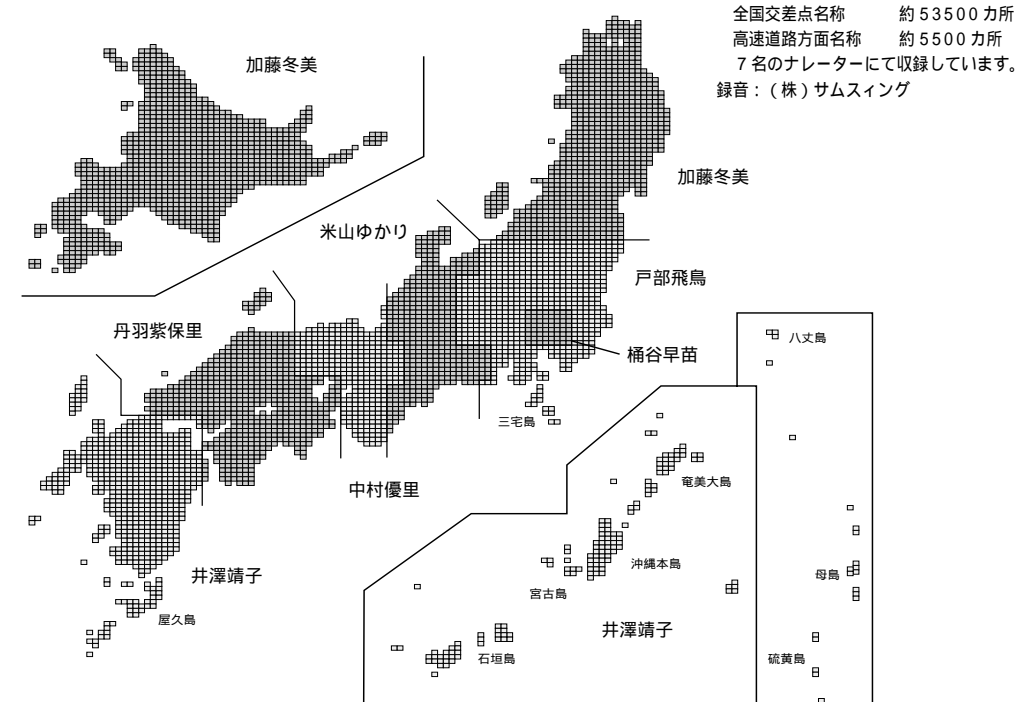 全国交差点名称　　　約53500カ所
高速道路方面名称　　約5500カ所
7名のナレーターにて収録しています。
録音：(株)サムスィング
加藤冬美
加藤冬美
米山ゆかり
戸部飛鳥
丹羽紫保里
八丈島
桶谷早苗
三宅島
奄美大島
中村優里
沖縄本島
母島
井澤靖子
宮古島
屋久島
井澤靖子
石垣島
硫黄島